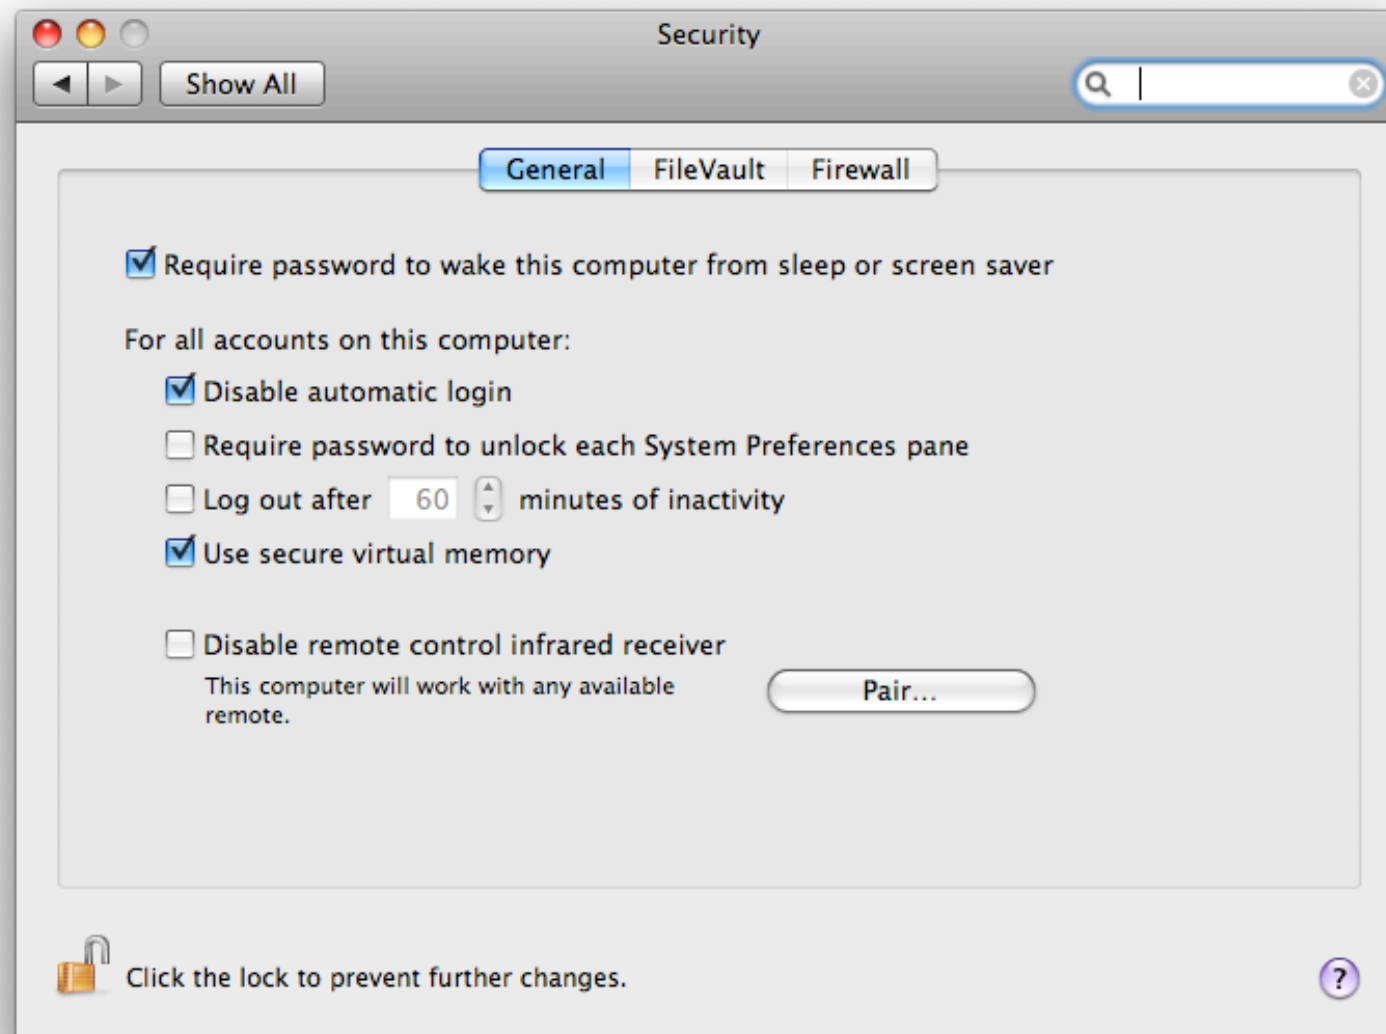 Security
Show All
General FileVault Firewall
Require password to wake this computer from sleep or screen saver
For all accounts on this computer:
Disable automatic login
Require password to unlock each System Preferences pane
Log out after 60 minutes of inactivity
Use secure virtual memory
Disable remote control infrared receiver
This computer will work with any available
remote.
Pair...
Click the lock to prevent further changes.
?